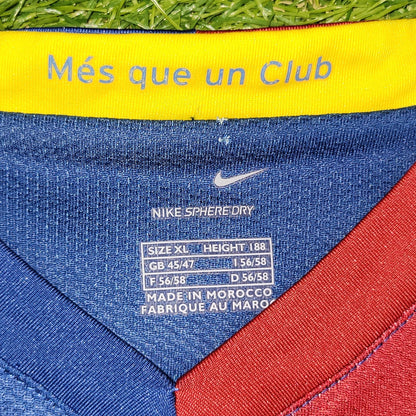 Més que un Club
NIKE SPHERE DRY
SIZE XL HEIGHT 188
GB 45/47 I 56/58
F 56/58 D 56/58
MADE IN MOROCCO
FABRIQUE AU MAROC